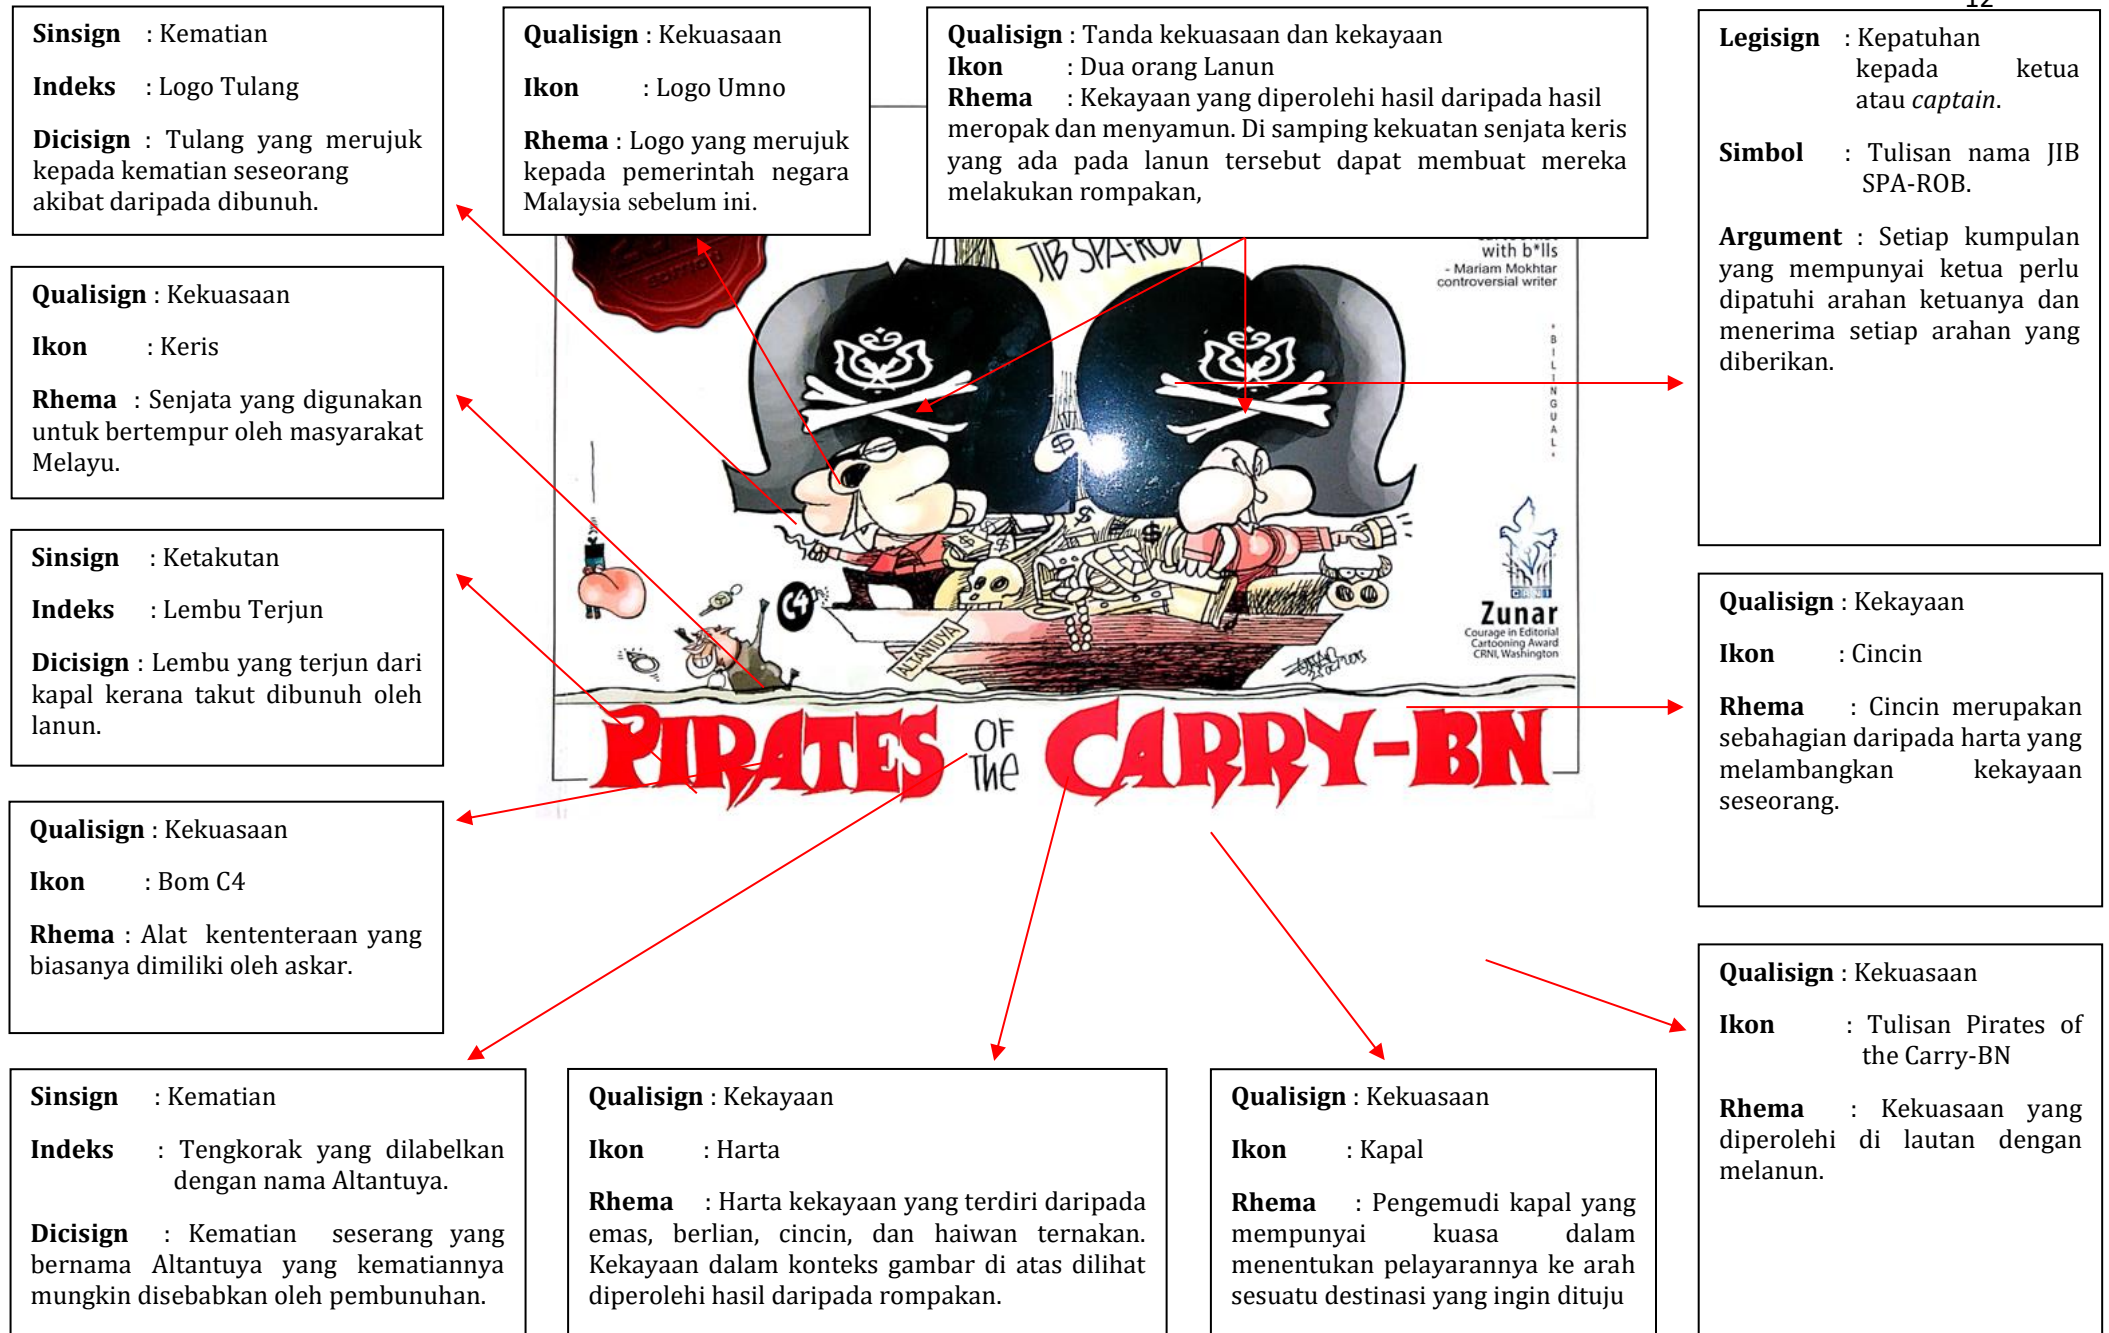 12
Sinsign : Kematian
Indeks : Logo Tulang
Dicisign : Tulang yang merujuk
kepada kematian seseorang
akibat daripada dibunuh.
Qualisign : Kekuasaan
Ikon : Logo Umno
Rhema : Logo yang merujuk
kepada pemerintah negara
Malaysia sebelum ini.
Qualisign : Tanda kekuasaan dan kekayaan
Ikon : Dua orang Lanun
Rhema : Kekayaan yang diperolehi hasil daripada hasil
meropak dan menyamun. Di samping kekuatan senjata keris
yang ada pada lanun tersebut dapat membuat mereka
melakukan rompakan,
Legisign : Kepatuhan
kepada ketua
atau captain.
Simbol : Tulisan nama JIB
SPA-ROB.
Argument : Setiap kumpulan
yang mempunyai ketua perlu
dipatuhi arahan ketuanya dan
menerima setiap arahan yang
diberikan.
Qualisign : Kekuasaan
Ikon : Keris
Rhema : Senjata yang digunakan
untuk bertempur oleh masyarakat
Melayu.
Sinsign : Ketakutan
Indeks : Lembu Terjun
Dicisign : Lembu yang terjun dari
kapal kerana takut dibunuh oleh
lanun.
JIB SPA-ROB
with b*lls
- Mariam Mokhtar
controversial writer
*BILINGUAL*
$
$
$
$
C4
ALTANTUYA
CRNI
Zunar
Courage in Editorial
Cartooning Award
CRNI, Washington
PIRATES OF THE CARRY-BN
Qualisign : Kekayaan
Ikon : Cincin
Rhema : Cincin merupakan
sebahagian daripada harta yang
melambangkan kekayaan
seseorang.
Qualisign : Kekuasaan
Ikon : Bom C4
Rhema : Alat kententeraan yang
biasanya dimiliki oleh askar.
Qualisign : Kekuasaan
Ikon : Tulisan Pirates of
the Carry-BN
Rhema : Kekuasaan yang
diperolehi di lautan dengan
melanun.
Sinsign : Kematian
Indeks : Tengkorak yang dilabelkan
dengan nama Altantuya.
Dicisign : Kematian seserang yang
bernama Altantuya yang kematiannya
mungkin disebabkan oleh pembunuhan.
Qualisign : Kekayaan
Ikon : Harta
Rhema : Harta kekayaan yang terdiri daripada
emas, berlian, cincin, dan haiwan ternakan.
Kekayaan dalam konteks gambar di atas dilihat
diperolehi hasil daripada rompakan.
Qualisign : Kekuasaan
Ikon : Kapal
Rhema : Pengemudi kapal yang
mempunyai kuasa dalam
menentukan pelayarannya ke arah
sesuatu destinasi yang ingin dituju